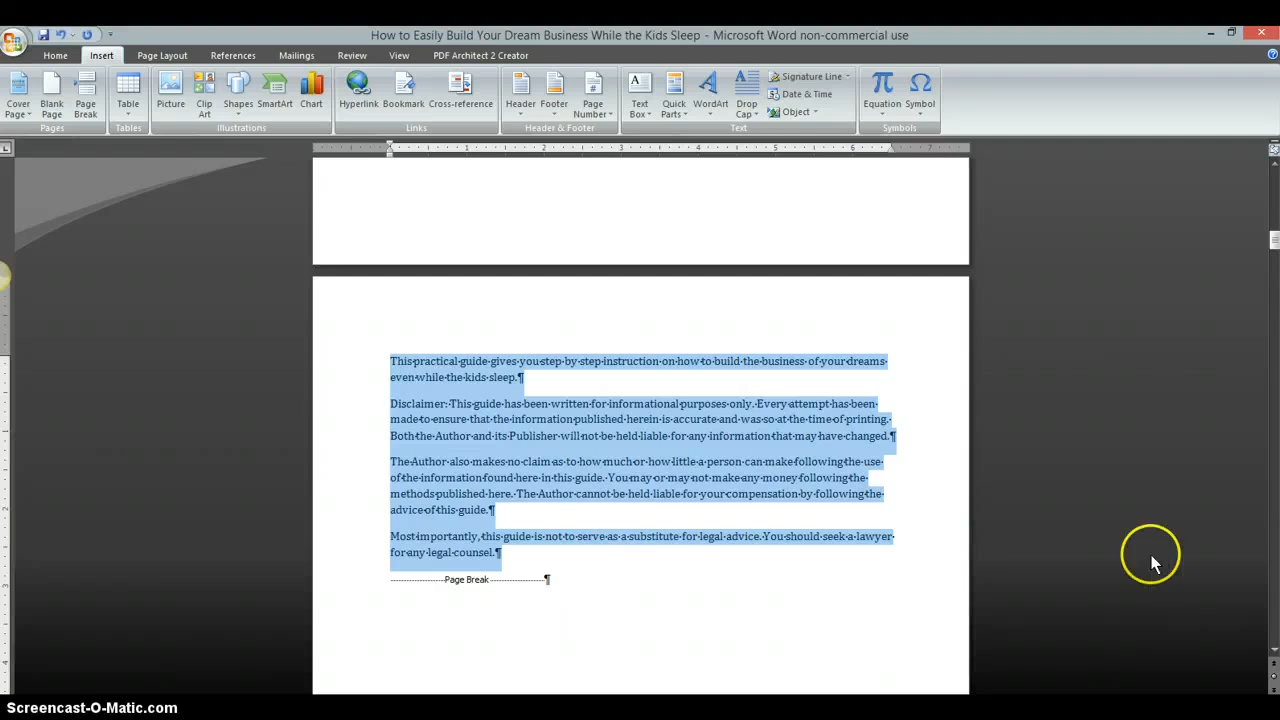 How to Easily Build Your Dream Business While the Kids Sleep - Microsoft Word non-commercial use
Home Insert Page Layout References Mailings Review View PDF Architect 2 Creator
Cover Page Blank Page Page Break Table Picture Clip Art Shapes SmartArt Chart Hyperlink Bookmark Cross-reference Header Footer Page Number Text Box Quick Parts WordArt Drop Cap Signature Line Date & Time Object Equation Symbol
Pages Tables Illustrations Links Header & Footer Text Symbols
1 2 3 4 5 6 7
This·practical·guide·gives·you·step·by·step·instruction·on·how·to·build·the·business·of·your·dreams·
even·while·the·kids·sleep.¶
Disclaimer:·This·guide·has·been·written·for·informational·purposes·only.·Every·attempt·has·been·
made·to·ensure·that·the·information·published·herein·is·accurate·and·was·so·at·the·time·of·printing.·
Both·the·Author·and·its·Publisher·will·not·be·held·liable·for·any·information·that·may·have·changed.¶
The·Author·also·makes·no·claim·as·to·how·much·or·how·little·a·person·can·make·following·the·use·
of·the·information·found·here·in·this·guide.·You·may·or·may·not·make·any·money·following·the·
methods·published·here.·The·Author·cannot·be·held·liable·for·your·compensation·by·following·the·
advice·of·this·guide.¶
Most·importantly,·this·guide·is·not·to·serve·as·a·substitute·for·legal·advice.·You·should·seek·a·lawyer·
for·any·legal·counsel.¶
Page Break ¶
2
3
4
Screencast-O-Matic.com